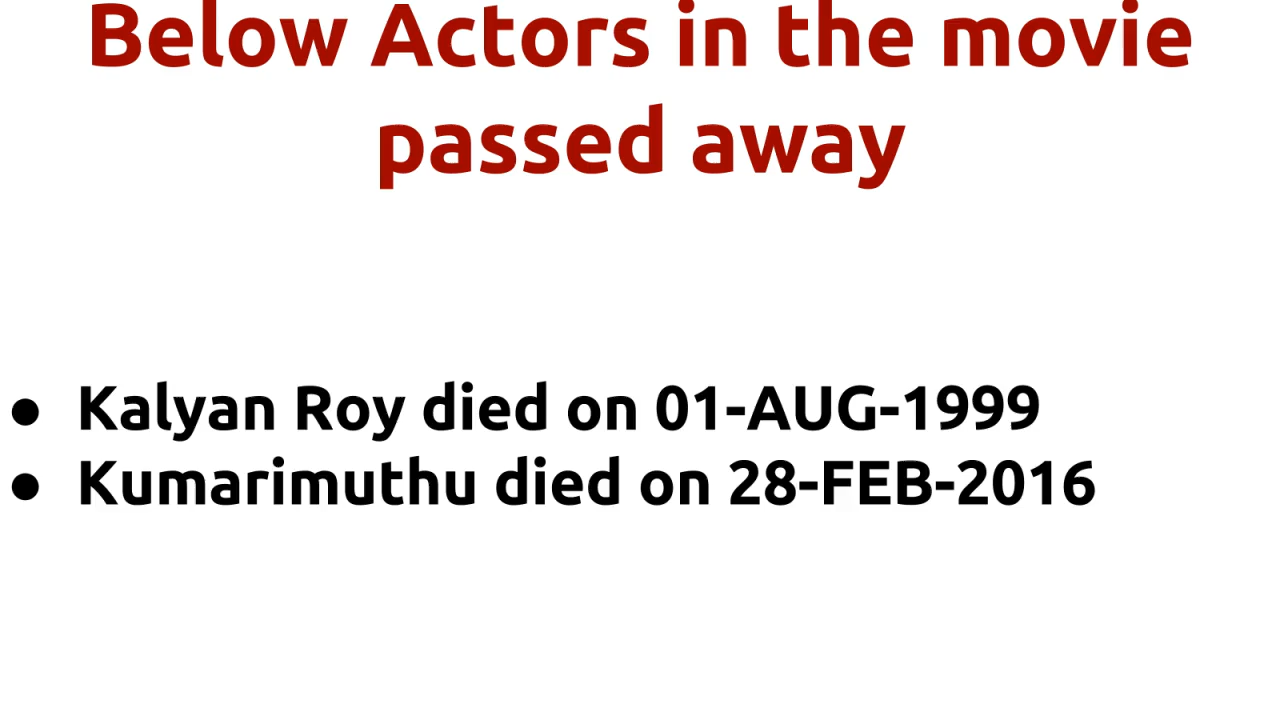 Below Actors in the movie
passed away
● Kalyan Roy died on 01-AUG-1999
● Kumarimuthu died on 28-FEB-2016